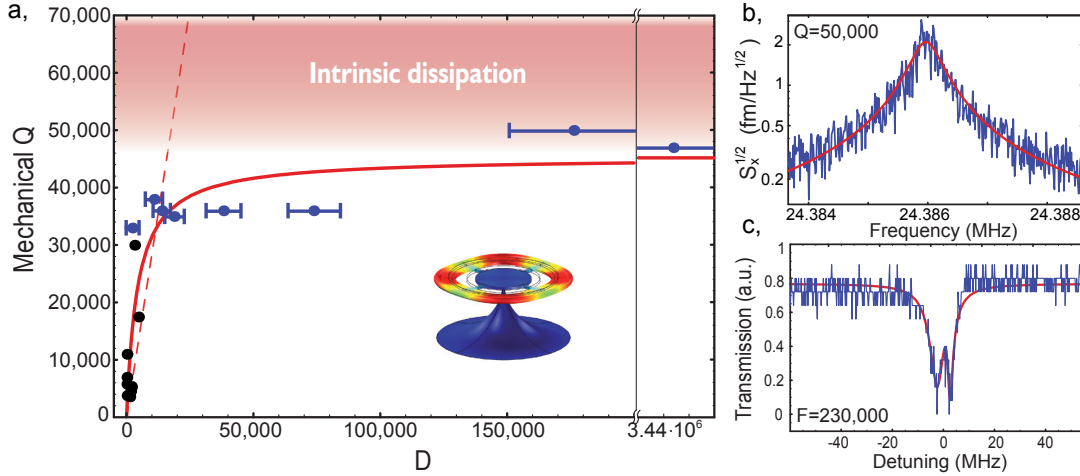 a,
Mechanical Q
70,000
60,000
50,000
40,000
30,000
20,000
10,000
0
Intrinsic dissipation
0
50,000
100,000
150,000
3.44·10⁶
D
b,
Q=50,000
S_x^1/2 (fm/Hz^1/2)
2
1
0.5
0.2
24.384
24.386
24.388
Frequency (MHz)
c,
Transmission (a.u.)
0.8
0.6
0.4
0.2
0
F=230,000
-40
-20
0
20
40
Detuning (MHz)